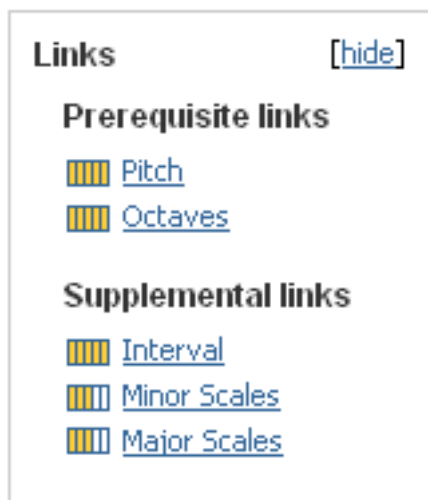 Links [hide]
Prerequisite links
Pitch
Octaves
Supplemental links
Interval
Minor Scales
Major Scales